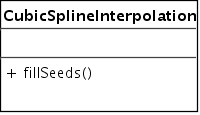 CubicSplineInterpolation
+ fillSeeds()